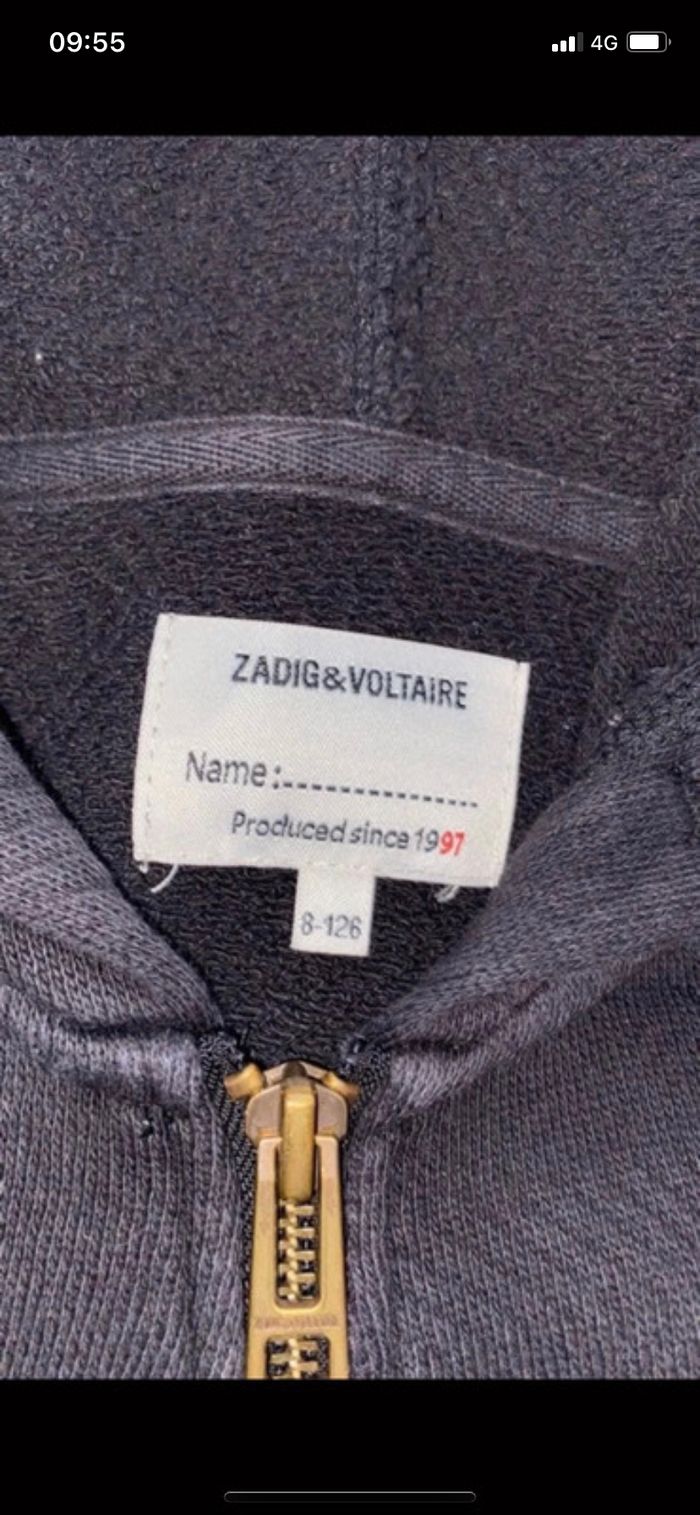 09:55
4G
ZADIG&VOLTAIRE
Name:
Produced since 1997
8-126